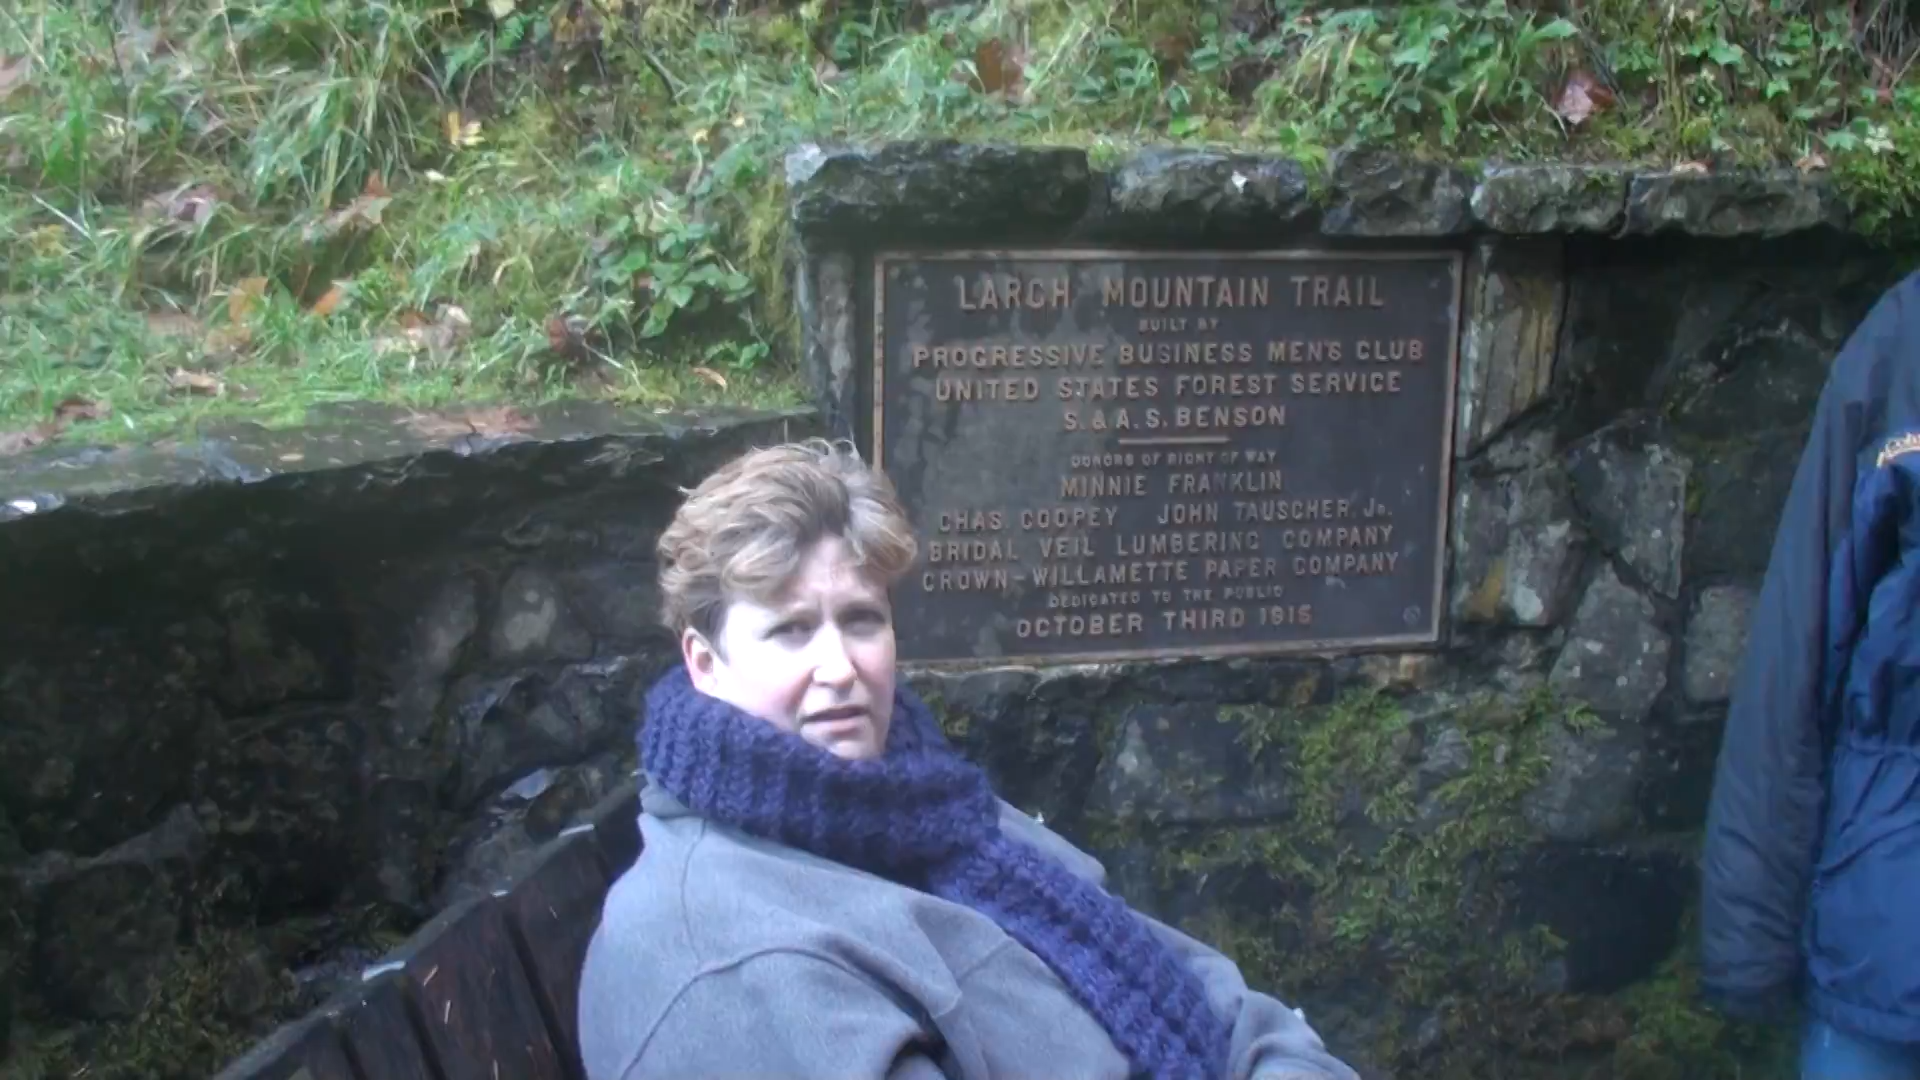 LARCH MOUNTAIN TRAIL
BUILT BY
PROGRESSIVE BUSINESS MEN'S CLUB
UNITED STATES FOREST SERVICE
S. & A. S. BENSON
DONORS OF RIGHT OF WAY
MINNIE FRANKLIN
CHAS COOPEY JOHN TAUSCHER, JR.
BRIDAL VEIL LUMBERING COMPANY
CROWN-WILLAMETTE PAPER COMPANY
DEDICATED TO THE PUBLIC
OCTOBER THIRD 1915